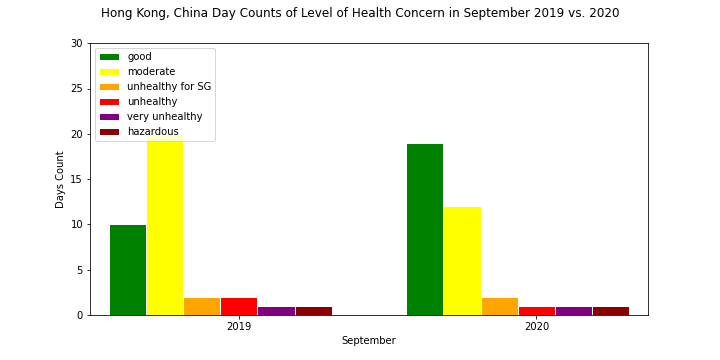 Hong Kong, China Day Counts of Level of Health Concern in September 2019 vs. 2020
30
25
20
15
10
5
0
Days Count
good
moderate
unhealthy for SG
unhealthy
very unhealthy
hazardous
2019
2020
September